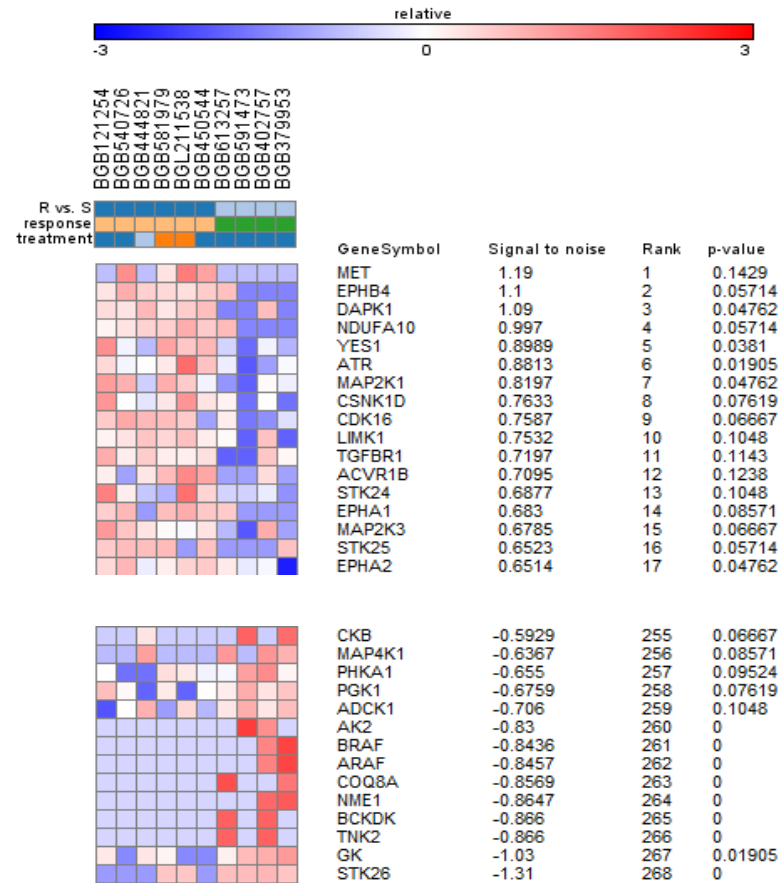 relative
-3 0 3
BGB121254
BGB540726
BGB444821
BGB581979
BGL211538
BGB450544
BGB613257
BGB591473
BGB402757
BGB379953
R vs. S
response
treatment
GeneSymbol Signal to noise Rank p-value
MET 1.19 1 0.1429
EPHB4 1.1 2 0.05714
DAPK1 1.09 3 0.04762
NDUFA10 0.997 4 0.05714
YES1 0.8989 5 0.0381
ATR 0.8813 6 0.01905
MAP2K1 0.8197 7 0.04762
CSNK1D 0.7633 8 0.07619
CDK16 0.7587 9 0.06667
LIMK1 0.7532 10 0.1048
TGFBR1 0.7197 11 0.1143
ACVR1B 0.7095 12 0.1238
STK24 0.6877 13 0.1048
EPHA1 0.683 14 0.08571
MAP2K3 0.6785 15 0.06667
STK25 0.6523 16 0.05714
EPHA2 0.6514 17 0.04762
CKB -0.5929 255 0.06667
MAP4K1 -0.6367 256 0.08571
PHKA1 -0.655 257 0.09524
PGK1 -0.6759 258 0.07619
ADCK1 -0.706 259 0.1048
AK2 -0.83 260 0
BRAF -0.8436 261 0
ARAF -0.8457 262 0
COQ8A -0.8569 263 0
NME1 -0.8647 264 0
BCKDK -0.866 265 0
TNK2 -0.866 266 0
GK -1.03 267 0.01905
STK26 -1.31 268 0